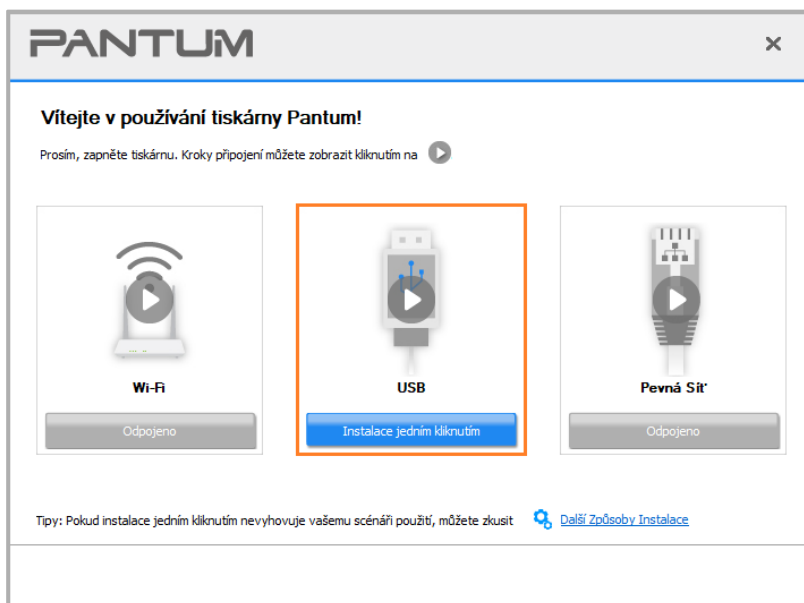 PANTUM
Vítejte v používání tiskárny Pantum!
Prosím, zapněte tiskárnu. Kroky připojení můžete zobrazit kliknutím na
Wi-Fi
USB
Pevná Síť
Odpojeno
Instalace jedním kliknutím
Odpojeno
Tipy: Pokud instalace jedním kliknutím nevyhovuje vašemu scénáři použití, můžete zkusit Další Způsoby Instalace